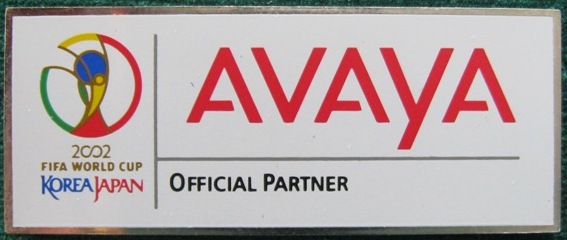 2002
FIFA WORLD CUP
KOREA JAPAN
AVAYA
OFFICIAL PARTNER